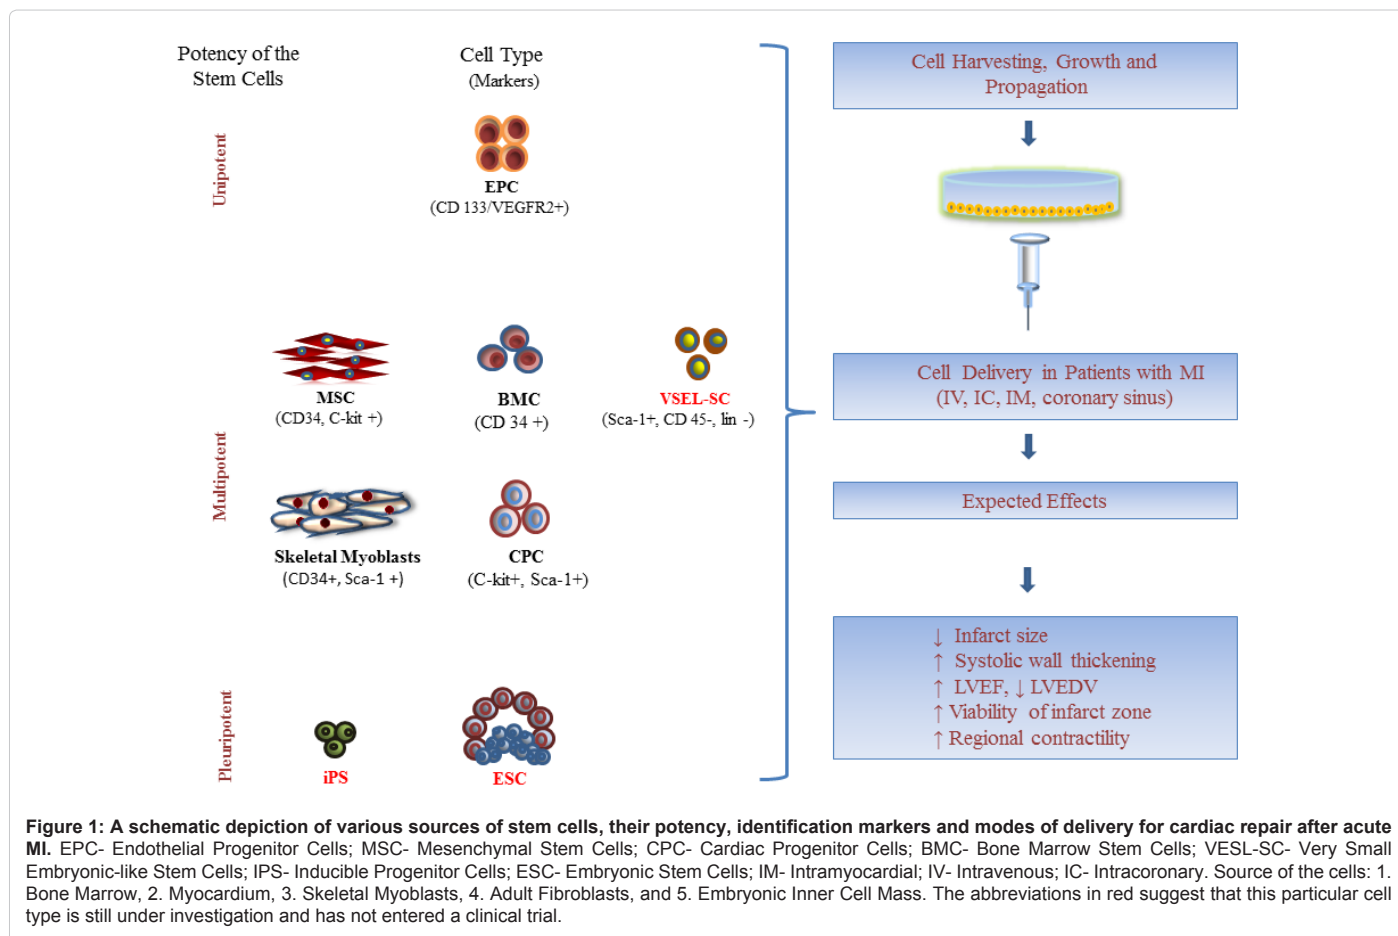 Potency of the
Stem Cells
Cell Type
(Markers)
Unipotent
EPC
(CD 133/VEGFR2+)
Multipotent
MSC
(CD34, C-kit +)
BMC
(CD 34 +)
VSEL-SC
(Sca-1+, CD 45-, lin -)
Skeletal Myoblasts
(CD34+, Sca-1 +)
CPC
(C-kit+, Sca-1+)
Pleuripotent
iPS
ESC
Cell Harvesting, Growth and
Propagation
Cell Delivery in Patients with MI
(IV, IC, IM, coronary sinus)
Expected Effects
↓ Infarct size
↑ Systolic wall thickening
↑ LVEF, ↓ LVEDV
↑ Viability of infarct zone
↑ Regional contractility
Figure 1: A schematic depiction of various sources of stem cells, their potency, identification markers and modes of delivery for cardiac repair after acute
MI. EPC- Endothelial Progenitor Cells; MSC- Mesenchymal Stem Cells; CPC- Cardiac Progenitor Cells; BMC- Bone Marrow Stem Cells; VESL-SC- Very Small
Embryonic-like Stem Cells; IPS- Inducible Progenitor Cells; ESC- Embryonic Stem Cells; IM- Intramyocardial; IV- Intravenous; IC- Intracoronary. Source of the cells: 1.
Bone Marrow, 2. Myocardium, 3. Skeletal Myoblasts, 4. Adult Fibroblasts, and 5. Embryonic Inner Cell Mass. The abbreviations in red suggest that this particular cell
type is still under investigation and has not entered a clinical trial.